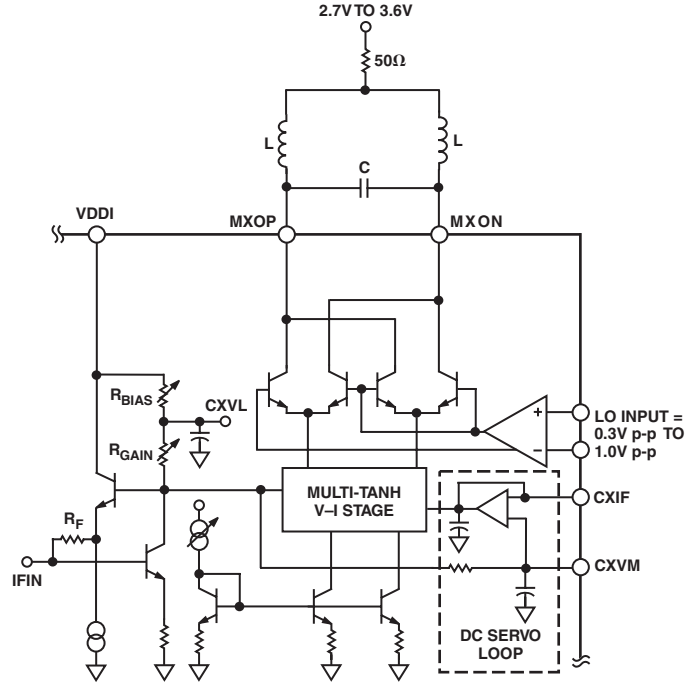 2.7V TO 3.6V
50Ω
L
L
C
VDDI
MXOP
MXON
RBIAS
CXVL
RGAIN
LO INPUT =
0.3V p-p TO
1.0V p-p
+
−
MULTI-TANH
V–I STAGE
CXIF
RF
IFIN
CXVM
DC SERVO
LOOP